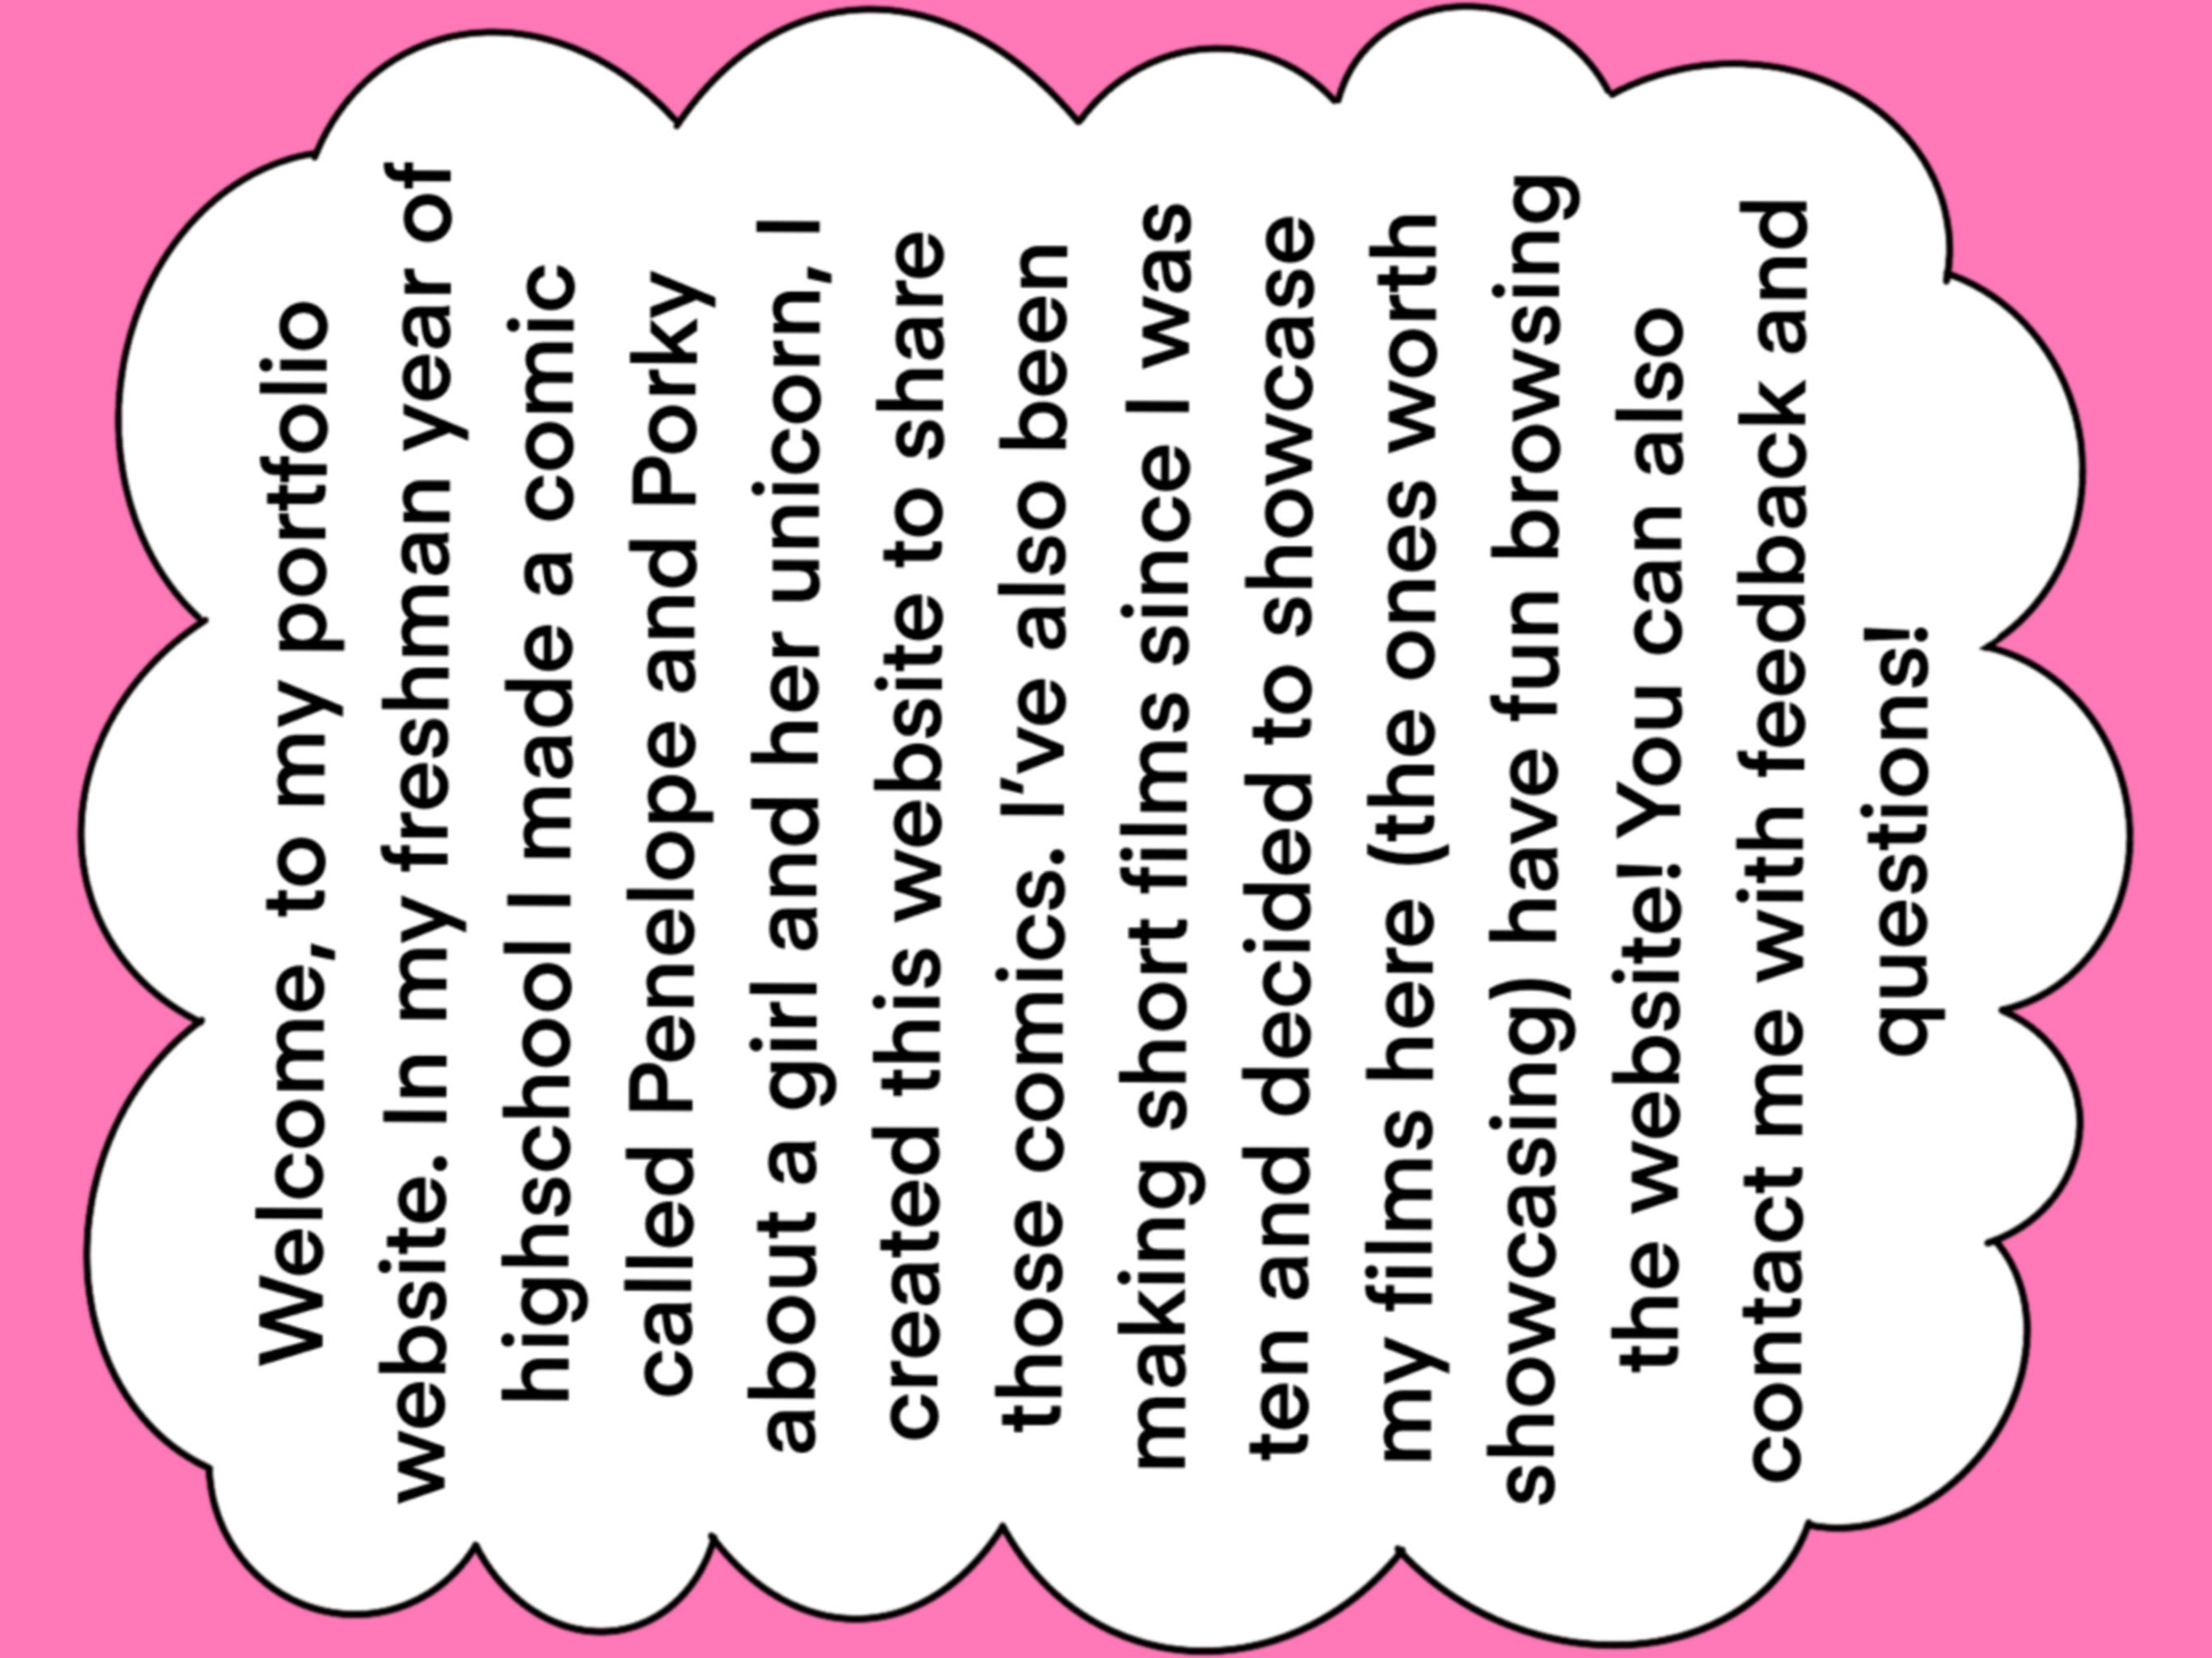 Welcome, to my portfolio
website. In my freshman year of
highschool I made a comic
called Penelope and Porky
about a girl and her unicorn, I
created this website to share
those comics. I’ve also been
making short films since I was
ten and decided to showcase
my films here (the ones worth
showcasing) have fun browsing
the website! You can also
contact me with feedback and
questions!